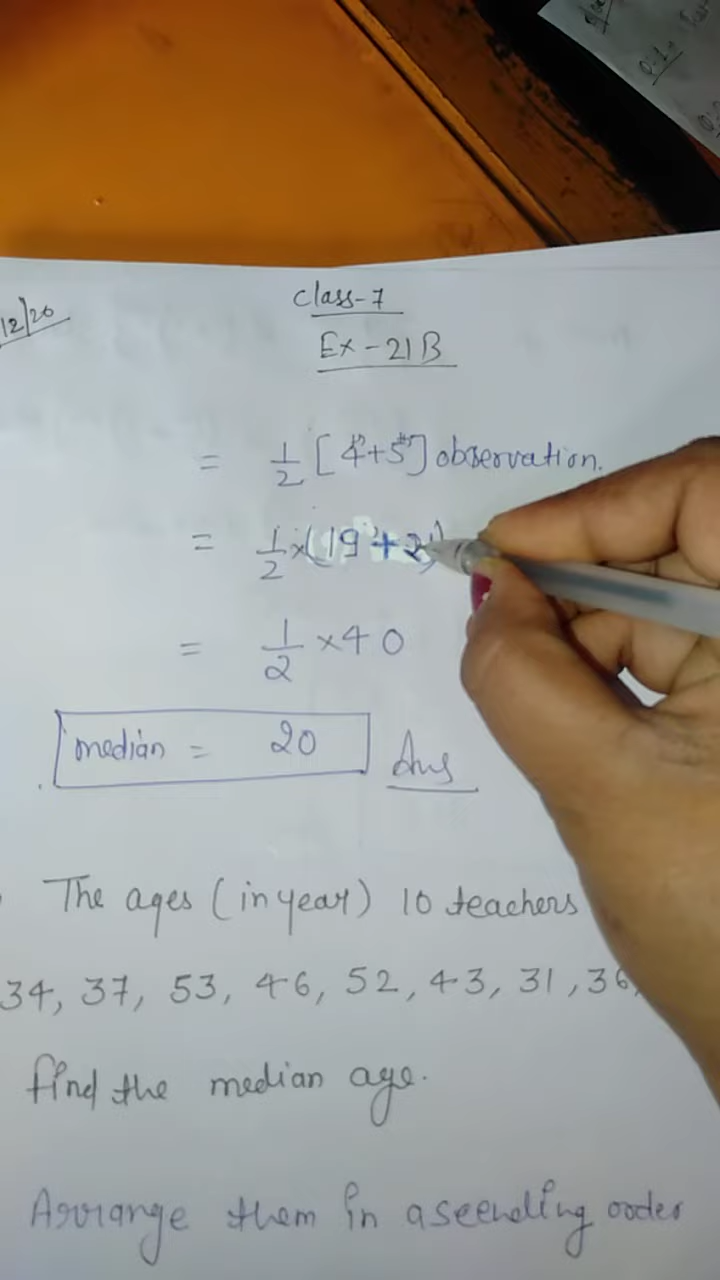 12/20
Class-7
Ex-21B
= 1/2 [4th+5th] observation.
= 1/2 x(19+21)
= 1/2 x40
median = 20 Ans
The ages (in year) 10 teachers
34, 37, 53, 46, 52, 43, 31, 36,
find the median age.
Arrange them in ascending order